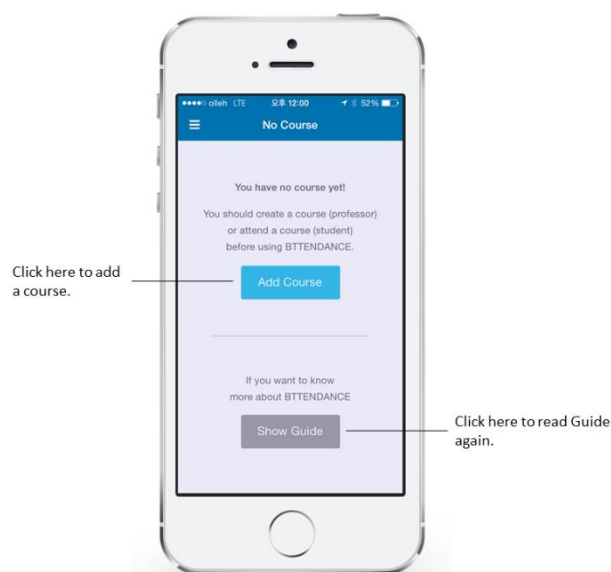 ●●●●○ olleh LTE 오후 12:00 52%
No Course
You have no course yet!
You should create a course (professor)
or attend a course (student)
before using BTTENDANCE.
Click here to add
a course.
Add Course
If you want to know
more about BTTENDANCE
Show Guide
Click here to read Guide
again.